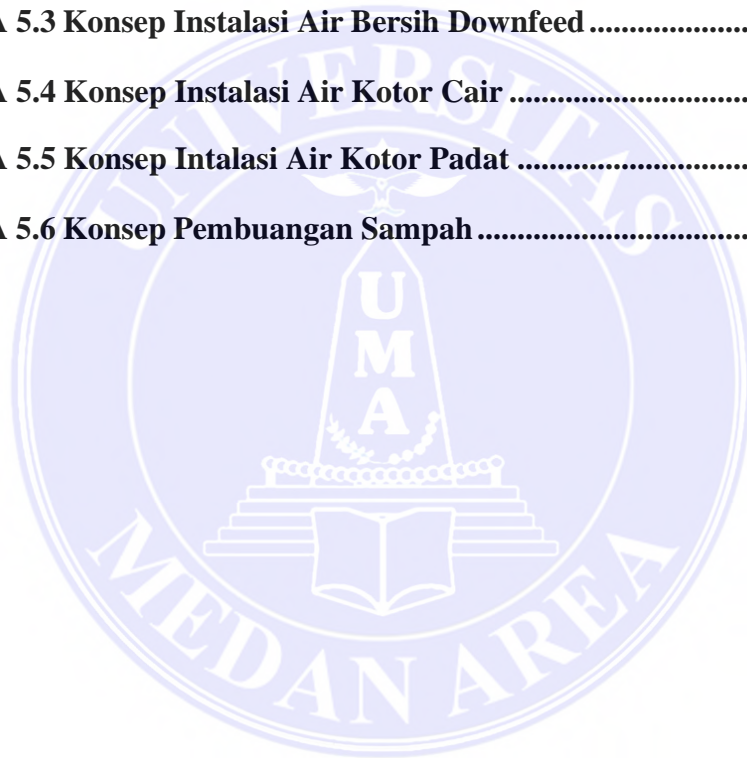 A 5.3 Konsep Instalasi Air Bersih Downfeed ....................
A 5.4 Konsep Instalasi Air Kotor Cair ..............................
A 5.5 Konsep Intalasi Air Kotor Padat .............................
A 5.6 Konsep Pembuangan Sampah ..................................
UNIVERSITAS
U
M
A
MEDAN AREA